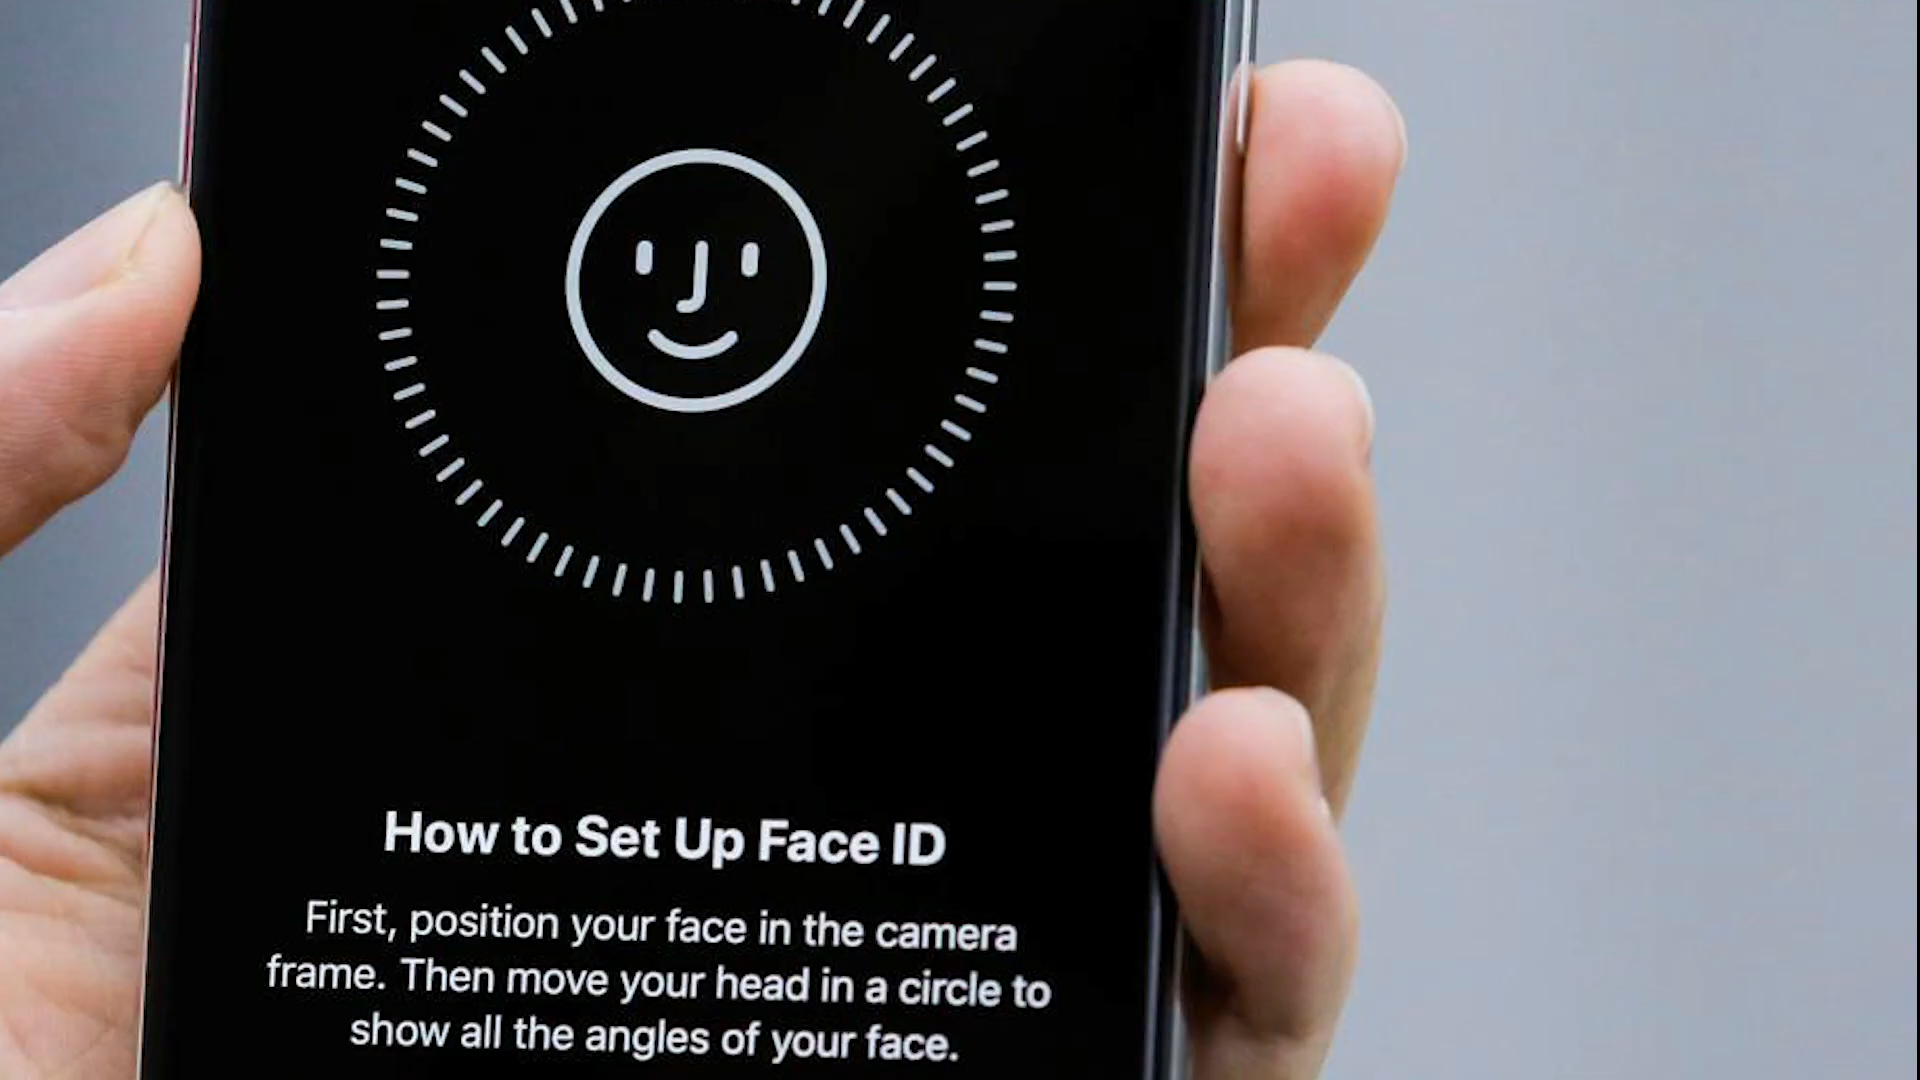 How to Set Up Face ID
First, position your face in the camera
frame. Then move your head in a circle to
show all the angles of your face.